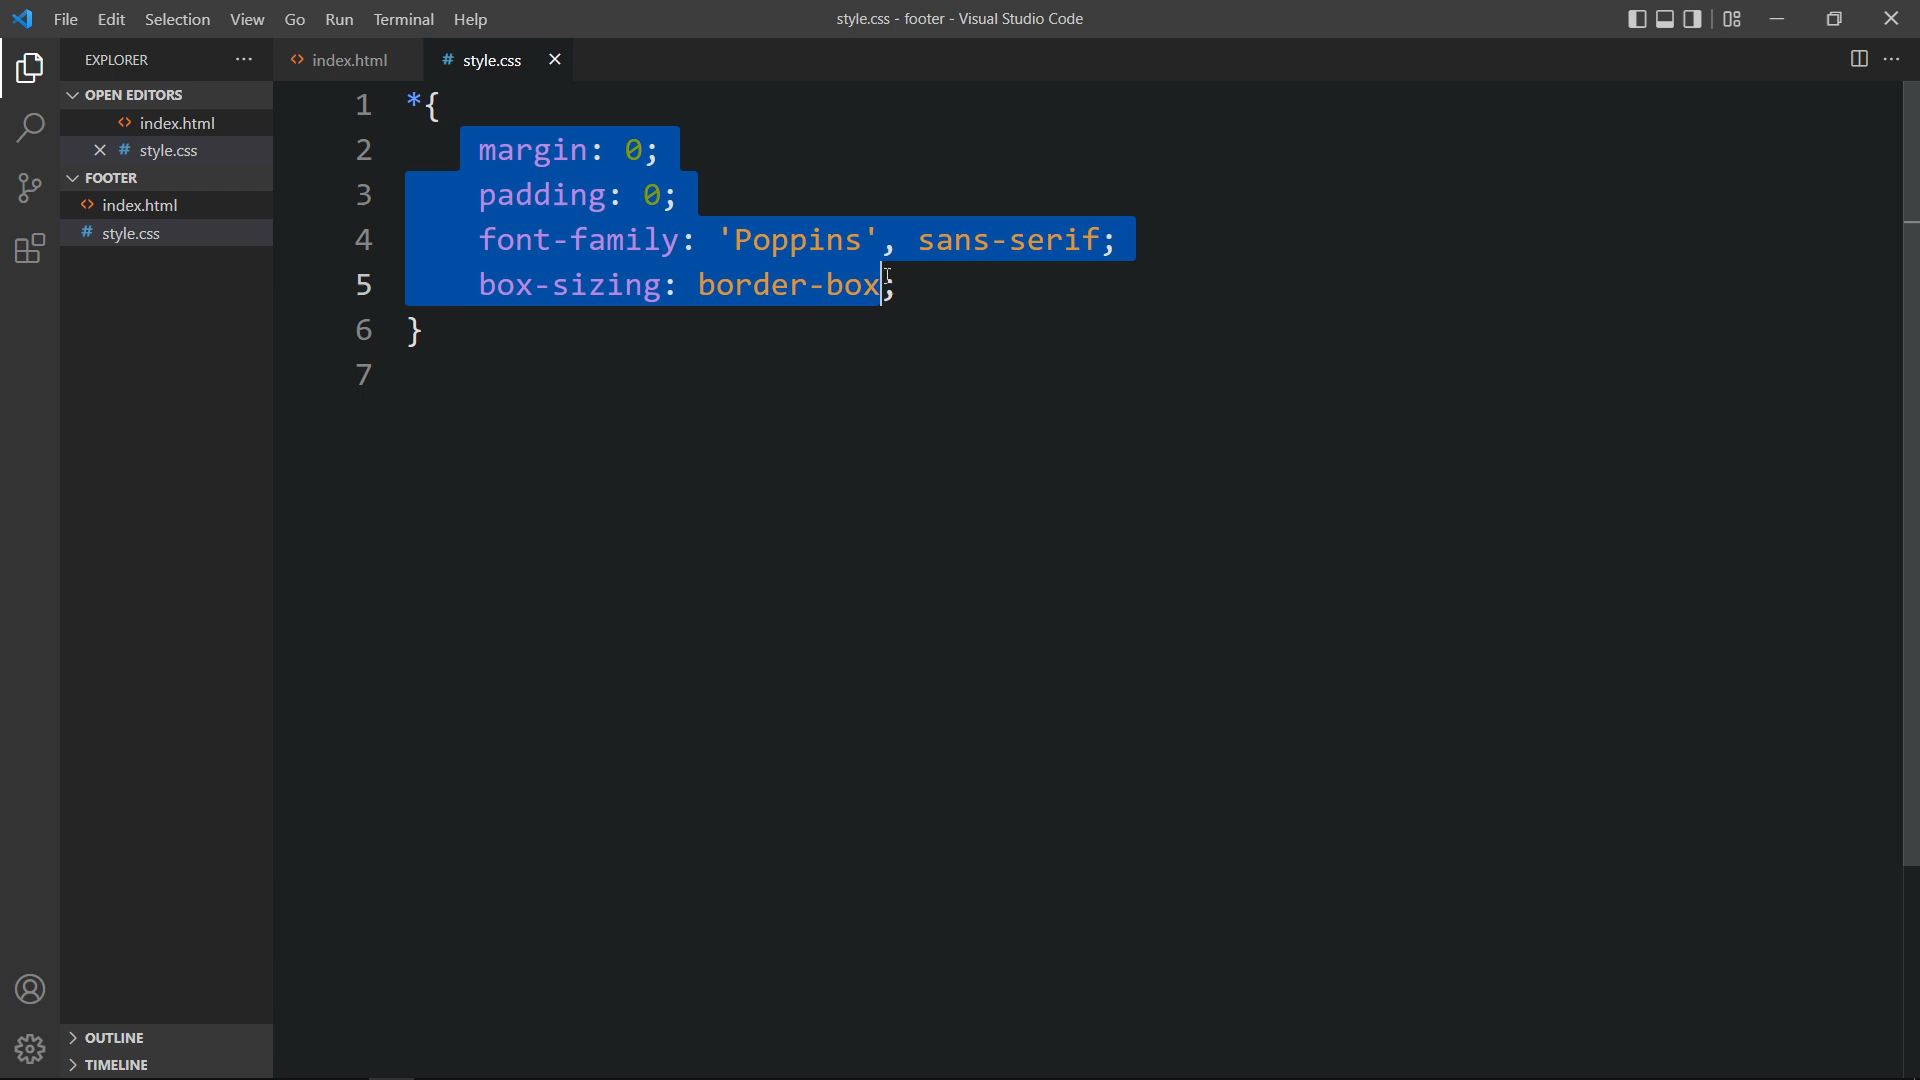 File Edit Selection View Go Run Terminal Help
style.css - footer - Visual Studio Code
EXPLORER
OPEN EDITORS
index.html
style.css
FOOTER
index.html
style.css
OUTLINE
TIMELINE
index.html
style.css
1 *{
2 margin: 0;
3 padding: 0;
4 font-family: 'Poppins', sans-serif;
5 box-sizing: border-box;
6 }
7